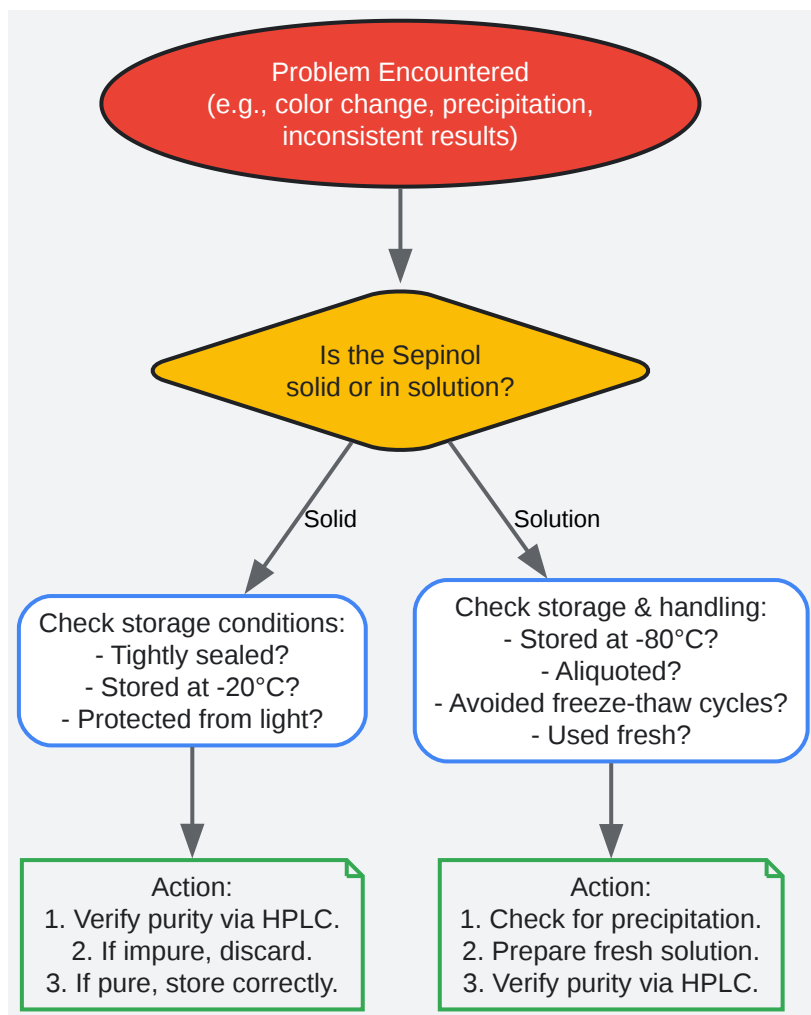 Problem Encountered
(e.g., color change, precipitation,
inconsistent results)
Is the Sepinol
solid or in solution?
Solid
Solution
Check storage conditions:
- Tightly sealed?
- Stored at -20°C?
- Protected from light?
Check storage & handling:
- Stored at -80°C?
- Aliquoted?
- Avoided freeze-thaw cycles?
- Used fresh?
Action:
1. Verify purity via HPLC.
2. If impure, discard.
3. If pure, store correctly.
Action:
1. Check for precipitation.
2. Prepare fresh solution.
3. Verify purity via HPLC.